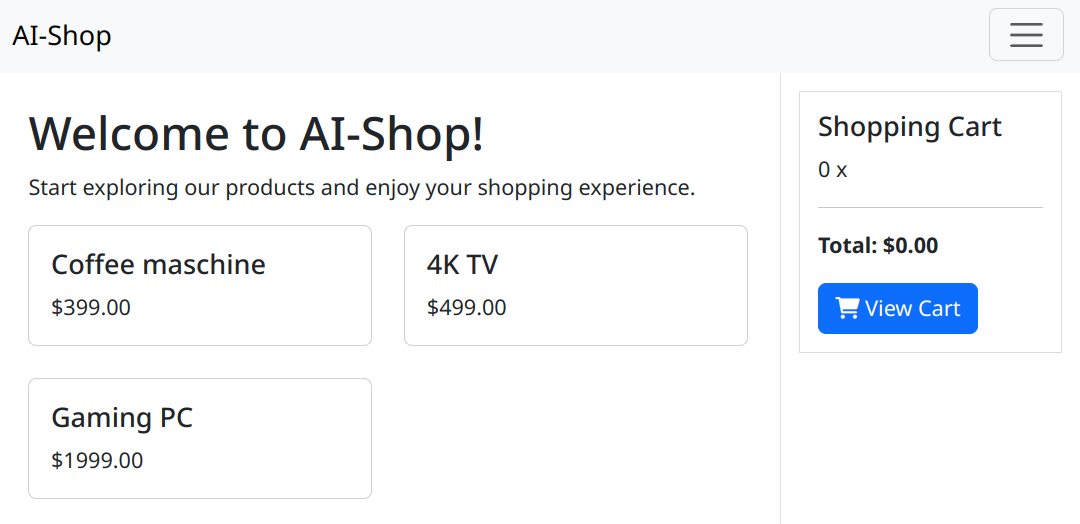 AI-Shop
Welcome to AI-Shop!
Start exploring our products and enjoy your shopping experience.
Coffee maschine
$399.00
4K TV
$499.00
Gaming PC
$1999.00
Shopping Cart
0 x
Total: $0.00
View Cart